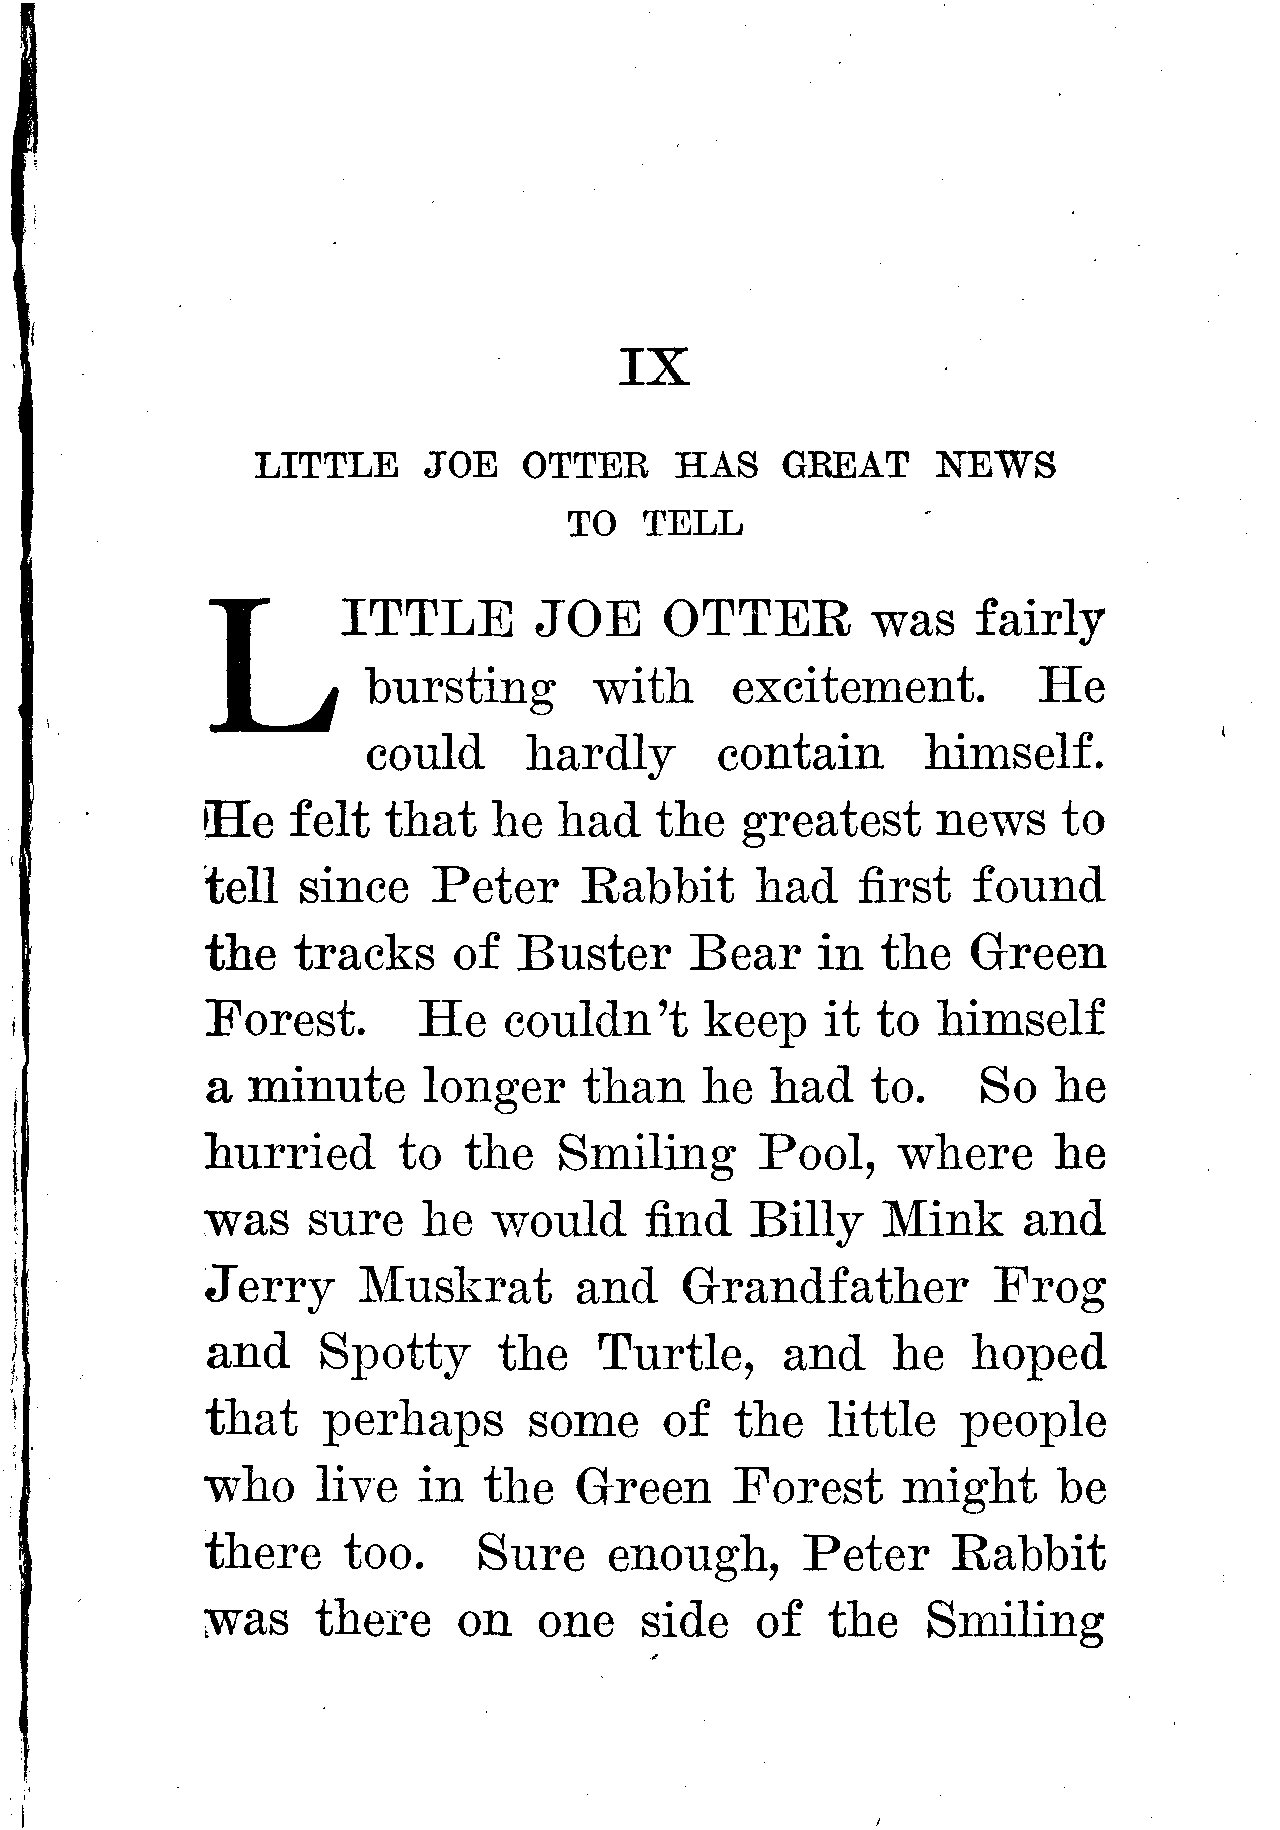 IX
LITTLE JOE OTTER HAS GREAT NEWS
TO TELL
LITTLE JOE OTTER was fairly
bursting with excitement. He
could hardly contain himself.
He felt that he had the greatest news to
tell since Peter Rabbit had first found
the tracks of Buster Bear in the Green
Forest. He couldn't keep it to himself
a minute longer than he had to. So he
hurried to the Smiling Pool, where he
was sure he would find Billy Mink and
Jerry Muskrat and Grandfather Frog
and Spotty the Turtle, and he hoped
that perhaps some of the little people
who live in the Green Forest might be
there too. Sure enough, Peter Rabbit
was there on one side of the Smiling